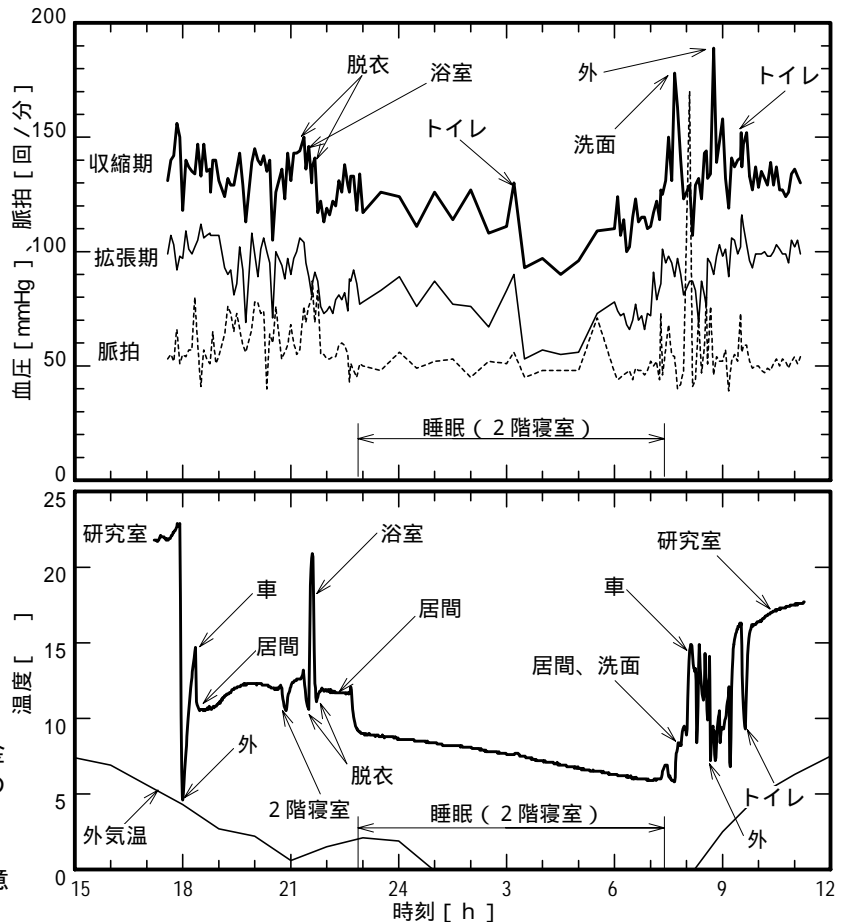 200
150
100
50
0
血圧 [ mmHg ]、脈拍 [ 回 / 分 ]
収縮期
拡張期
脈拍
脱衣
浴室
トイレ
外
洗面
トイレ
睡眠（２階寝室）
25
20
15
10
5
0
温度 [ ]
研究室
車
居間
外
外気温
２階寝室
浴室
居間
脱衣
睡眠（２階寝室）
車
研究室
居間、洗面
トイレ
外
15 18 21 24 3 6 9 12
時刻 [ h ]